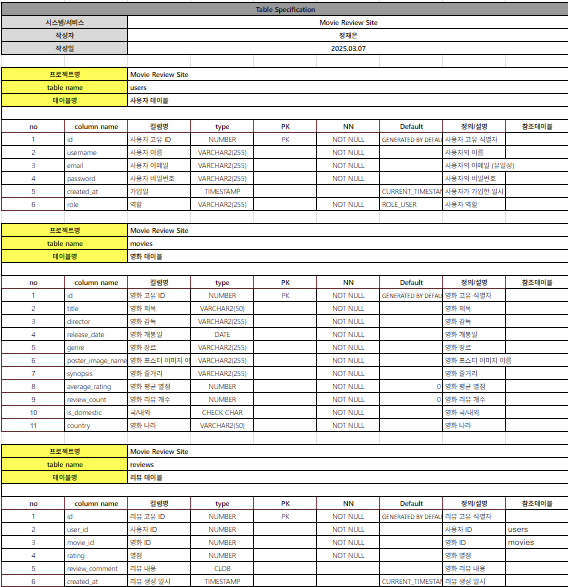 Table Specification
시스템/서비스 Movie Review Site
작성자 정재은
작성일 2025.03.07
프로젝트명 Movie Review Site
table name users
테이블명 사용자 테이블
no column name 컬럼명 type PK NN Default 정의/설명 참조테이블
1 id 사용자 고유 ID NUMBER PK NOT NULL GENERATED BY DEFAU 사용자 고유 식별자
2 username 사용자 이름 VARCHAR2(255) NOT NULL 사용자의 이름
3 email 사용자 이메일 VARCHAR2(255) NOT NULL 사용자의 이메일 (유일성)
4 password 사용자 비밀번호 VARCHAR2(255) NOT NULL 사용자의 비밀번호
5 created_at 가입일 TIMESTAMP CURRENT_TIMESTAM 사용자가 가입한 일시
6 role 역할 VARCHAR2(255) NOT NULL ROLE_USER 사용자 역할
프로젝트명 Movie Review Site
table name movies
테이블명 영화 테이블
no column name 컬럼명 type PK NN Default 정의/설명 참조테이블
1 id 영화 고유 ID NUMBER PK NOT NULL GENERATED BY DEFAU 영화 고유 식별자
2 title 영화 제목 VARCHAR2(50) NOT NULL 영화 제목
3 director 영화 감독 VARCHAR2(255) NOT NULL 영화 감독
4 release_date 영화 개봉일 DATE NOT NULL 영화 개봉일
5 genre 영화 장르 VARCHAR2(255) NOT NULL 영화 장르
6 poster_image_name 영화 포스터 이미지 이 VARCHAR2(255) NOT NULL 영화 포스터 이미지 이름
7 synopsis 영화 줄거리 VARCHAR2(255) NOT NULL 영화 줄거리
8 average_rating 영화 평균 별점 NUMBER NOT NULL 0 영화 평균 별점
9 review_count 영화 리뷰 개수 NUMBER NOT NULL 0 영화 리뷰 개수
10 is_domestic 국/내외 CHECK CHAR NOT NULL 영화 국/내외
11 country 영화 나라 VARCHAR2(50) NOT NULL 영화 나라
프로젝트명 Movie Review Site
table name reviews
테이블명 리뷰 테이블
no column name 컬럼명 type PK NN Default 정의/설명 참조테이블
1 id 리뷰 고유 ID NUMBER PK NOT NULL GENERATED BY DEFAU 리뷰 고유 식별자
2 user_id 사용자 ID NUMBER NOT NULL 사용자 ID users
3 movie_id 영화 ID NUMBER NOT NULL 영화 ID movies
4 rating 별점 NUMBER NOT NULL 영화 별점
5 review_comment 리뷰 내용 CLOB 영화 리뷰 내용
6 created_at 리뷰 생성 일시 TIMESTAMP CURRENT_TIMESTAM 리뷰 생성 일시